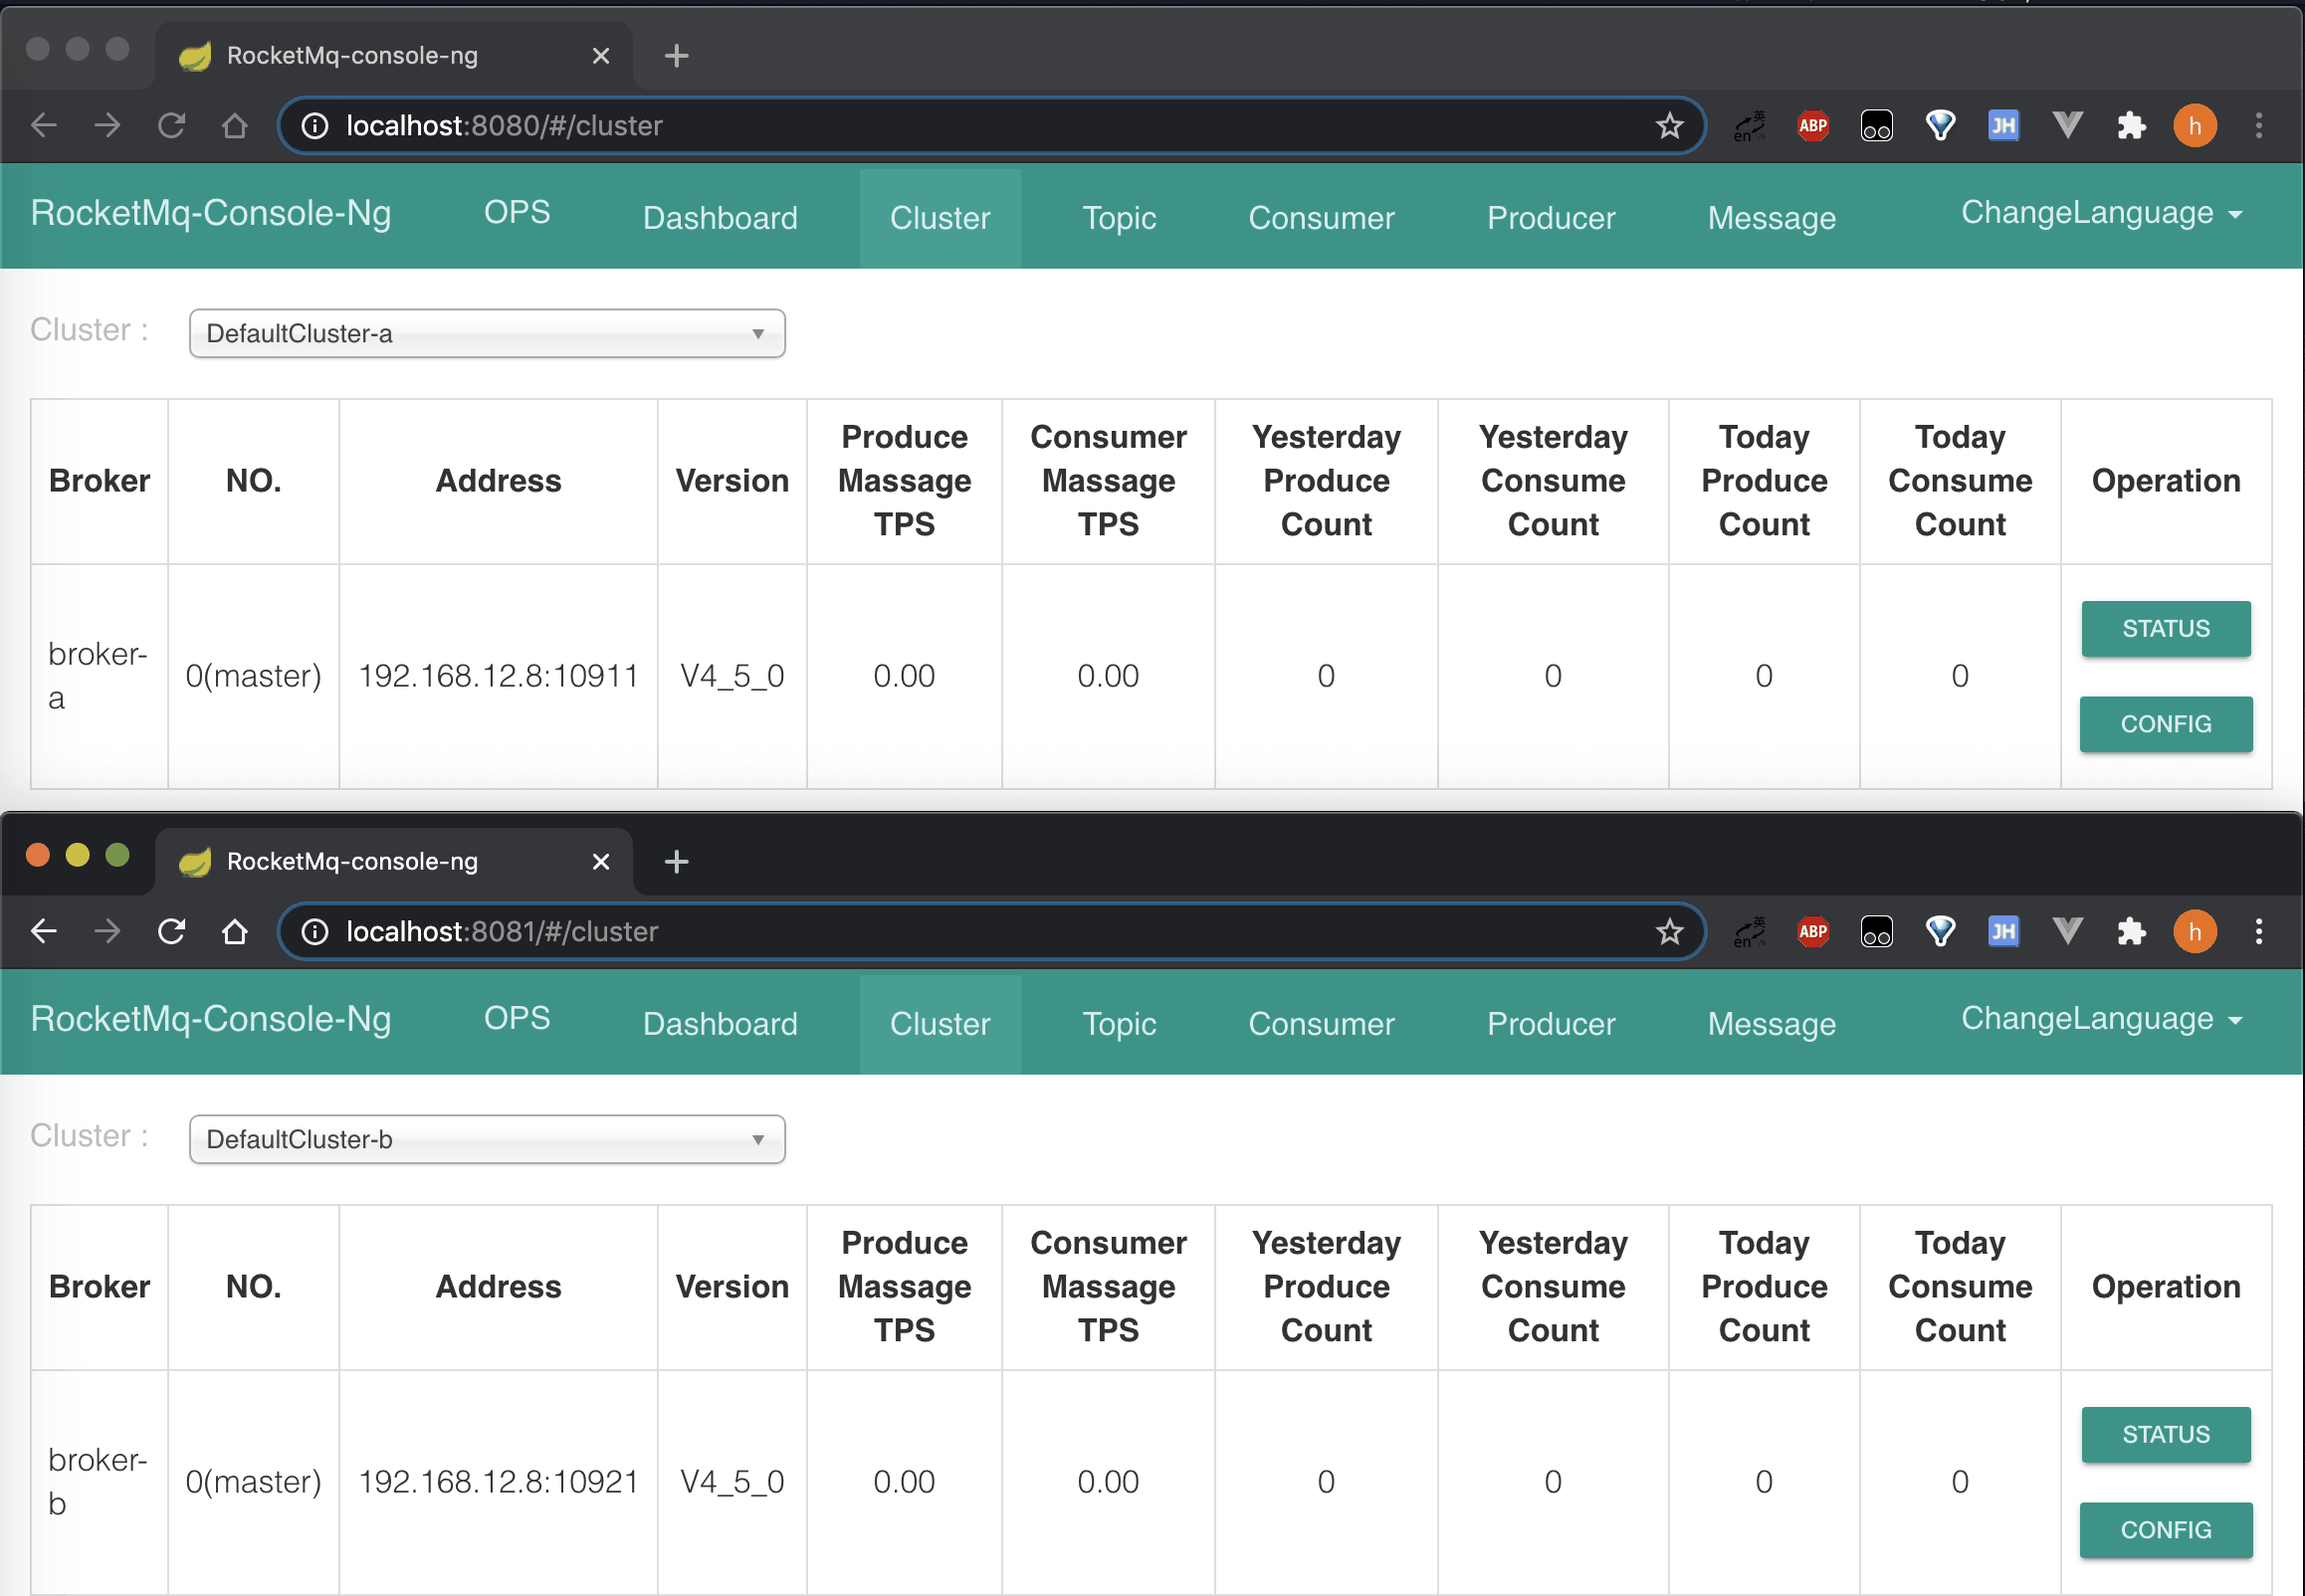 RocketMq-console-ng
localhost:8080/#/cluster
英
en
ABP
JH
h
RocketMq-Console-Ng OPS Dashboard Cluster Topic Consumer Producer Message ChangeLanguage
Cluster : DefaultCluster-a
Broker NO. Address Version Produce Massage TPS Consumer Massage TPS Yesterday Produce Count Yesterday Consume Count Today Produce Count Today Consume Count Operation
broker-a 0(master) 192.168.12.8:10911 V4_5_0 0.00 0.00 0 0 0 0 STATUS
CONFIG
RocketMq-console-ng
localhost:8081/#/cluster
英
en
ABP
JH
h
RocketMq-Console-Ng OPS Dashboard Cluster Topic Consumer Producer Message ChangeLanguage
Cluster : DefaultCluster-b
Broker NO. Address Version Produce Massage TPS Consumer Massage TPS Yesterday Produce Count Yesterday Consume Count Today Produce Count Today Consume Count Operation
broker-b 0(master) 192.168.12.8:10921 V4_5_0 0.00 0.00 0 0 0 0 STATUS
CONFIG